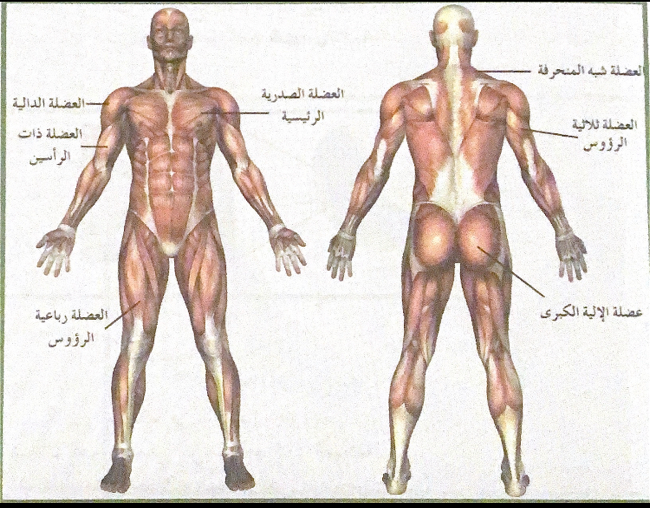 العضلة الدالية
العضلة ذات
الرأسين
العضلة الصدرية
الرئيسية
العضلة رباعية
الرؤوس
العضلة شبه المنحرفة
العضلة ثلاثية
الرؤوس
عضلة الإلية الكبرى